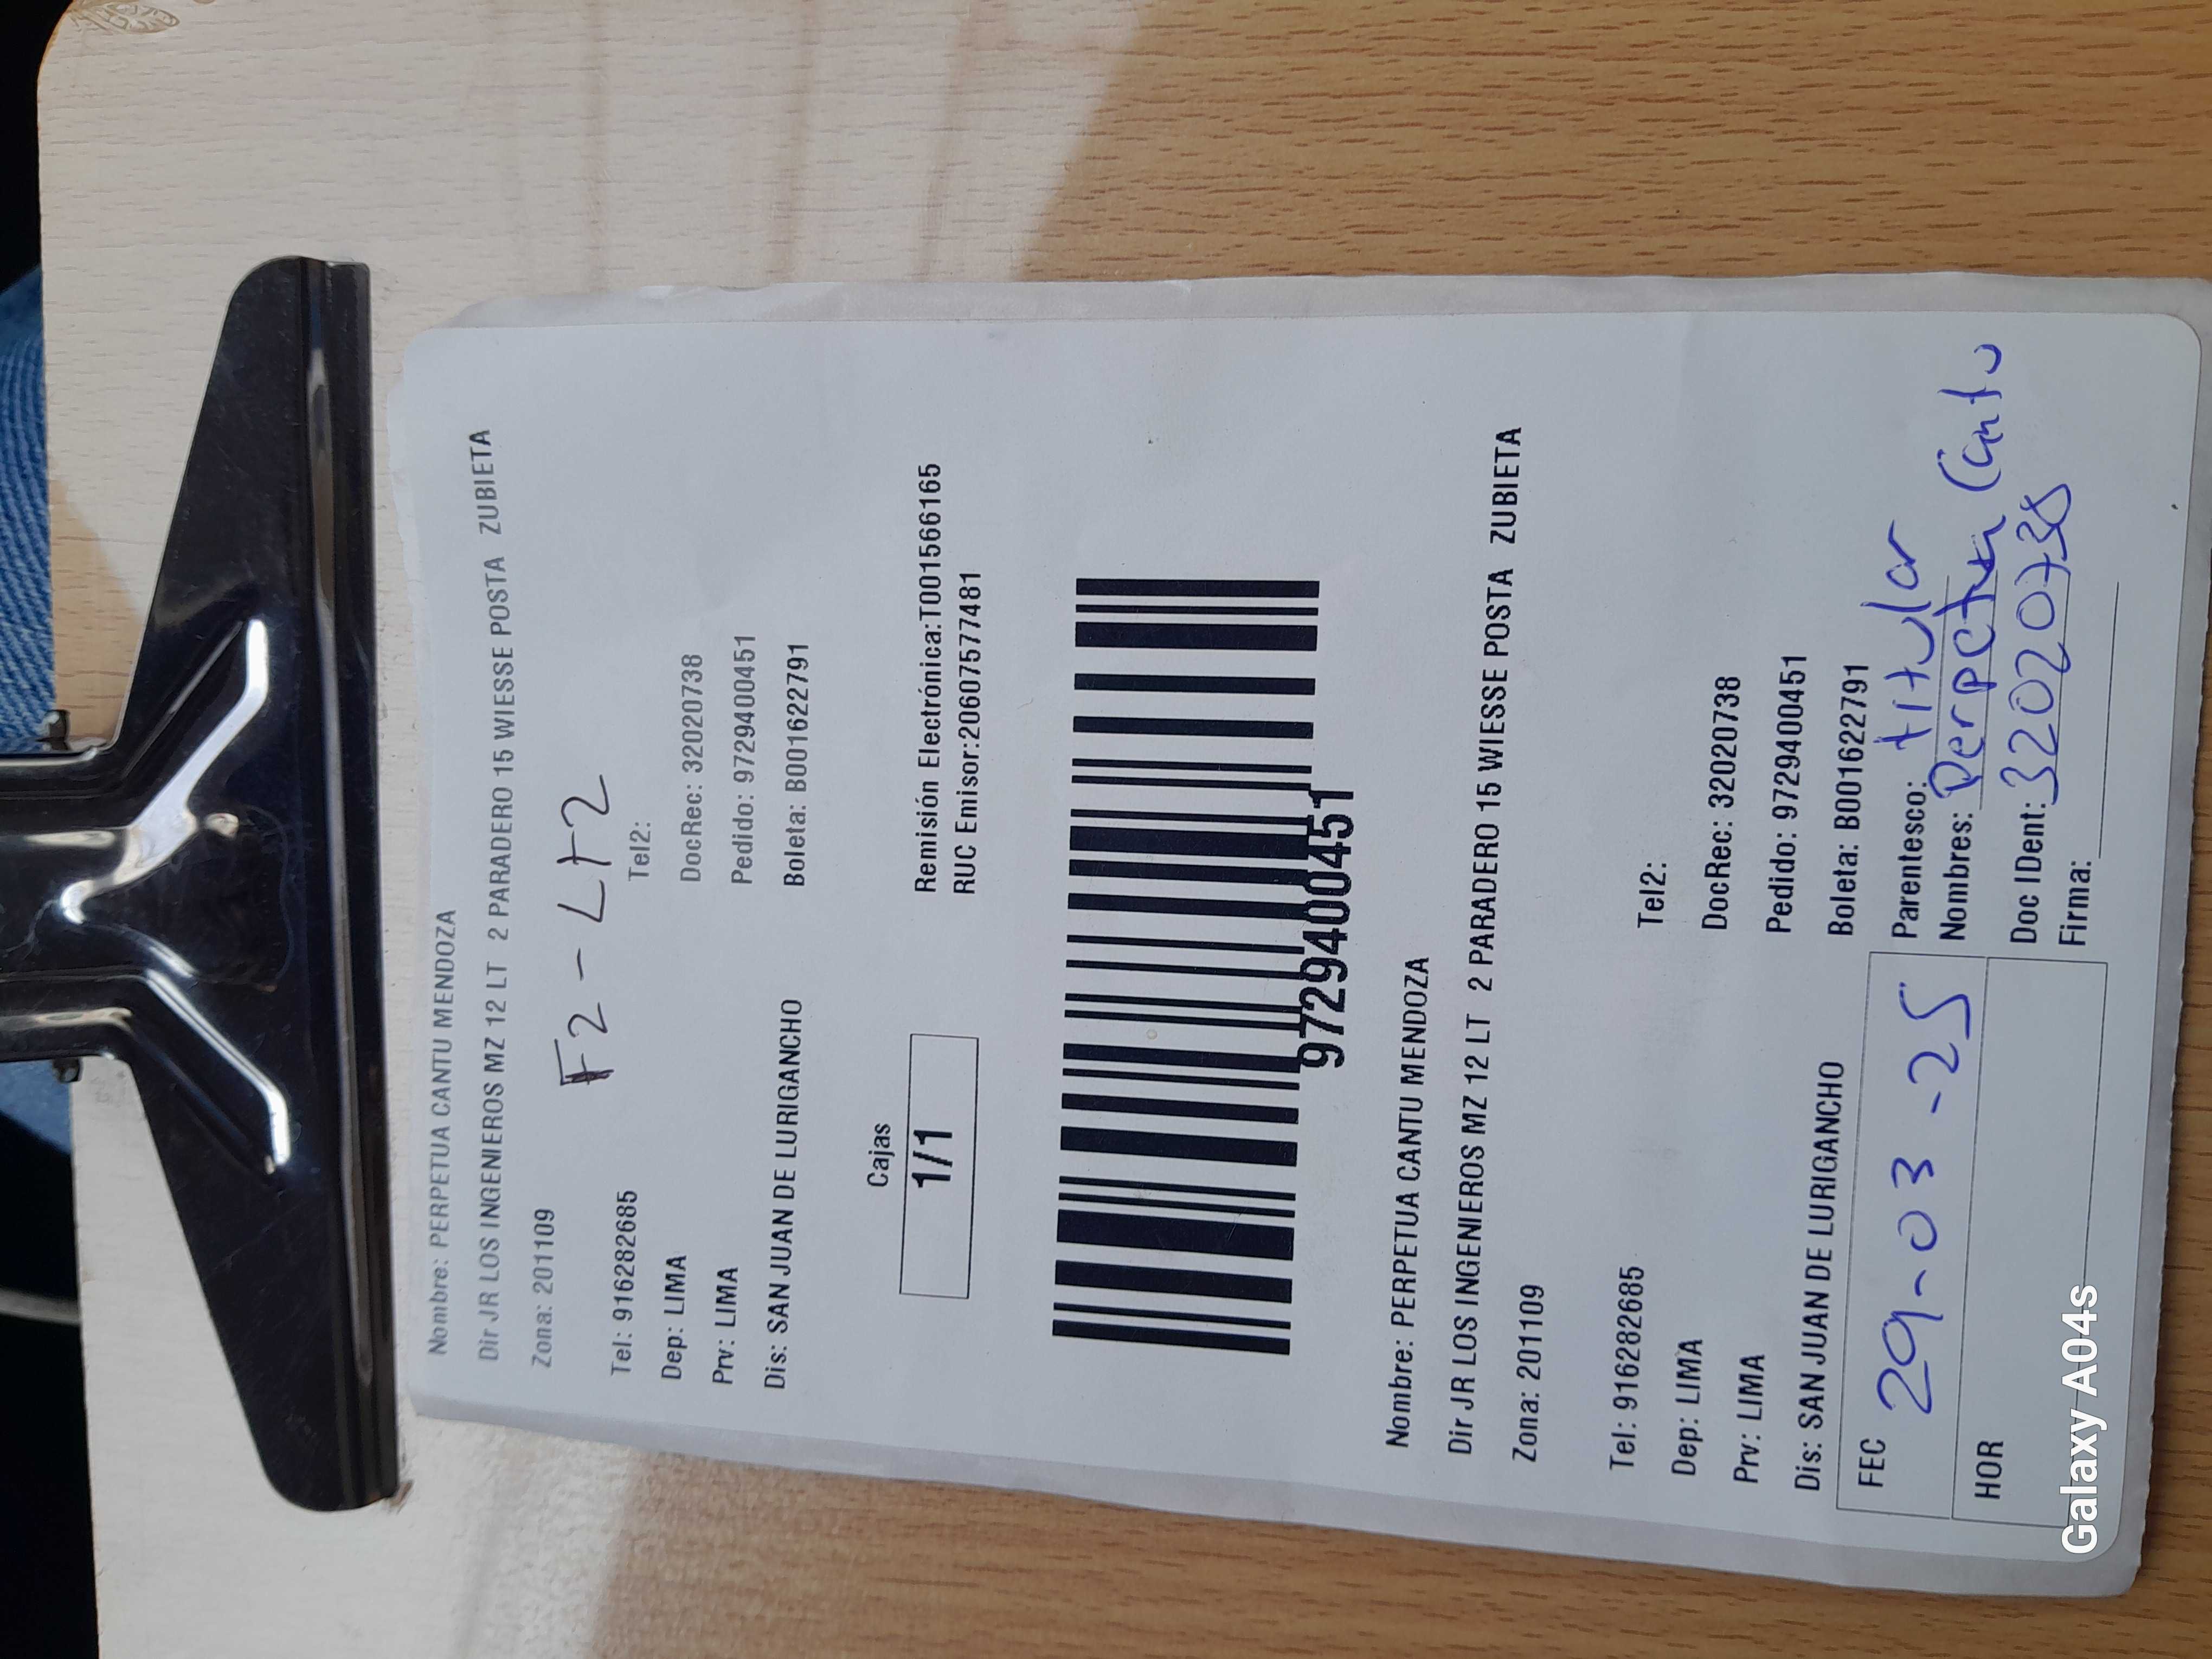 Nombre: PERPETUA CANTU MENDOZA
Dir JR LOS INGENIEROS MZ 12 LT 2 PARADERO 15 WIESSE POSTA ZUBIETA
Zona: 201109
F2 - LT2
Tel: 916282685 Tel2:
Dep: LIMA DocRec: 32020738
Prv: LIMA Pedido: 9729400451
Dis: SAN JUAN DE LURIGANCHO Boleta: B001622791
Cajas
1/1
Remisión Electrónica:T001566165
RUC Emisor:20607577481
9729400451
Nombre: PERPETUA CANTU MENDOZA
Dir JR LOS INGENIEROS MZ 12 LT 2 PARADERO 15 WIESSE POSTA ZUBIETA
Zona: 201109
Tel: 916282685 Tel2:
Dep: LIMA DocRec: 32020738
Prv: LIMA Pedido: 9729400451
Dis: SAN JUAN DE LURIGANCHO Boleta: B001622791
FEC 29-03-25
HOR
Parentesco: titular
Nombres: Perpetua Cantu
Doc IDent: 32020738
Firma:
Galaxy A04s